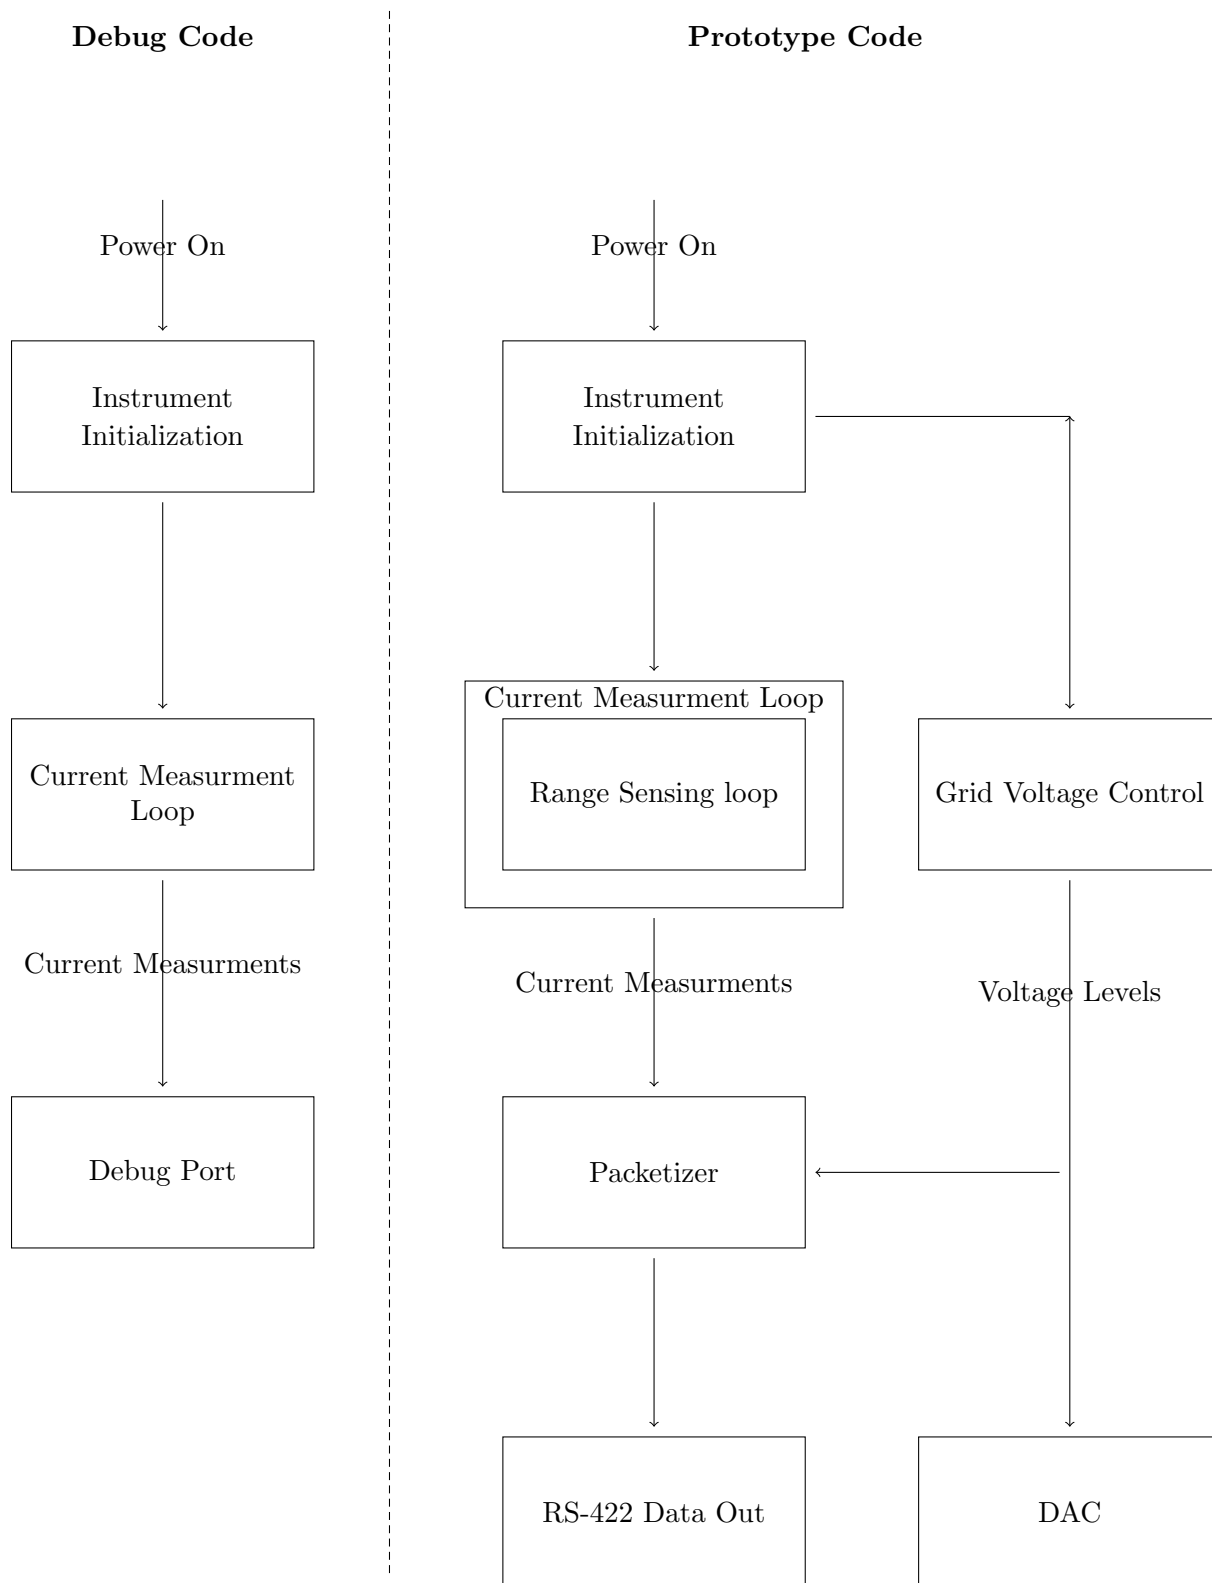 Debug Code
Prototype Code
Power On
Power On
Instrument
Initialization
Instrument
Initialization
Current Measurment
Loop
Current Measurment Loop
Range Sensing loop
Grid Voltage Control
Current Measurments
Current Measurments
Voltage Levels
Debug Port
Packetizer
RS-422 Data Out
DAC